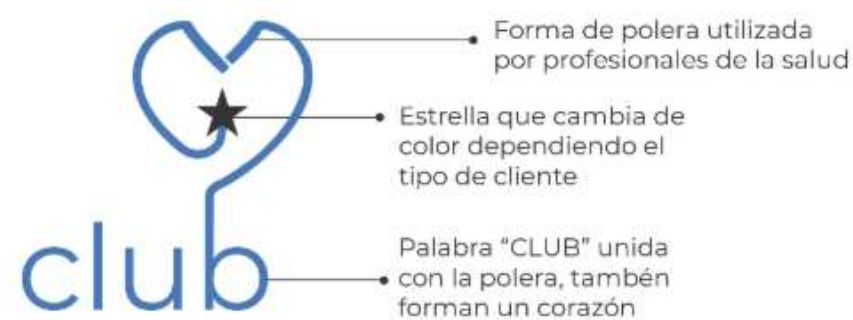 Forma de polera utilizada
por profesionales de la salud
Estrella que cambia de
color dependiendo el
tipo de cliente
club
Palabra “CLUB” unida
con la polera, tambén
forman un corazón